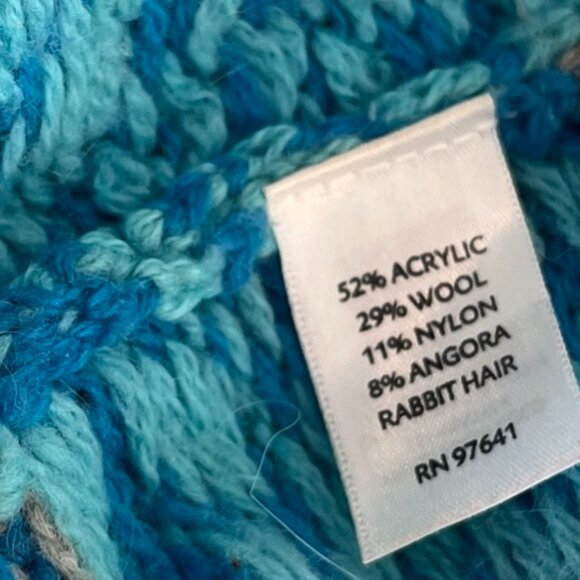 52% ACRYLIC
29% WOOL
11% NYLON
8% ANGORA
RABBIT HAIR
RN 97641